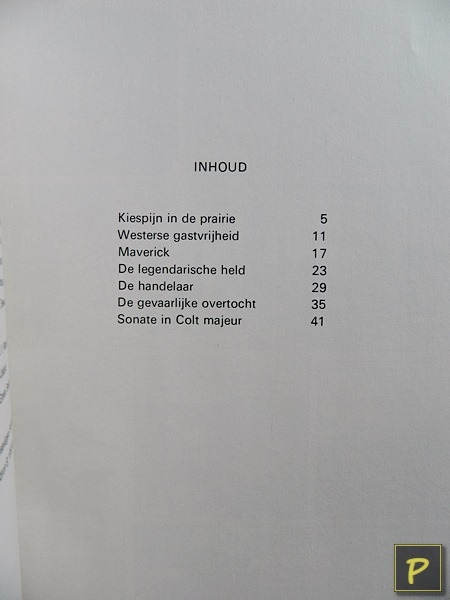 INHOUD
Kiespijn in de prairie 5
Westerse gastvrijheid 11
Maverick 17
De legendarische held 23
De handelaar 29
De gevaarlijke overtocht 35
Sonate in Colt majeur 41
P